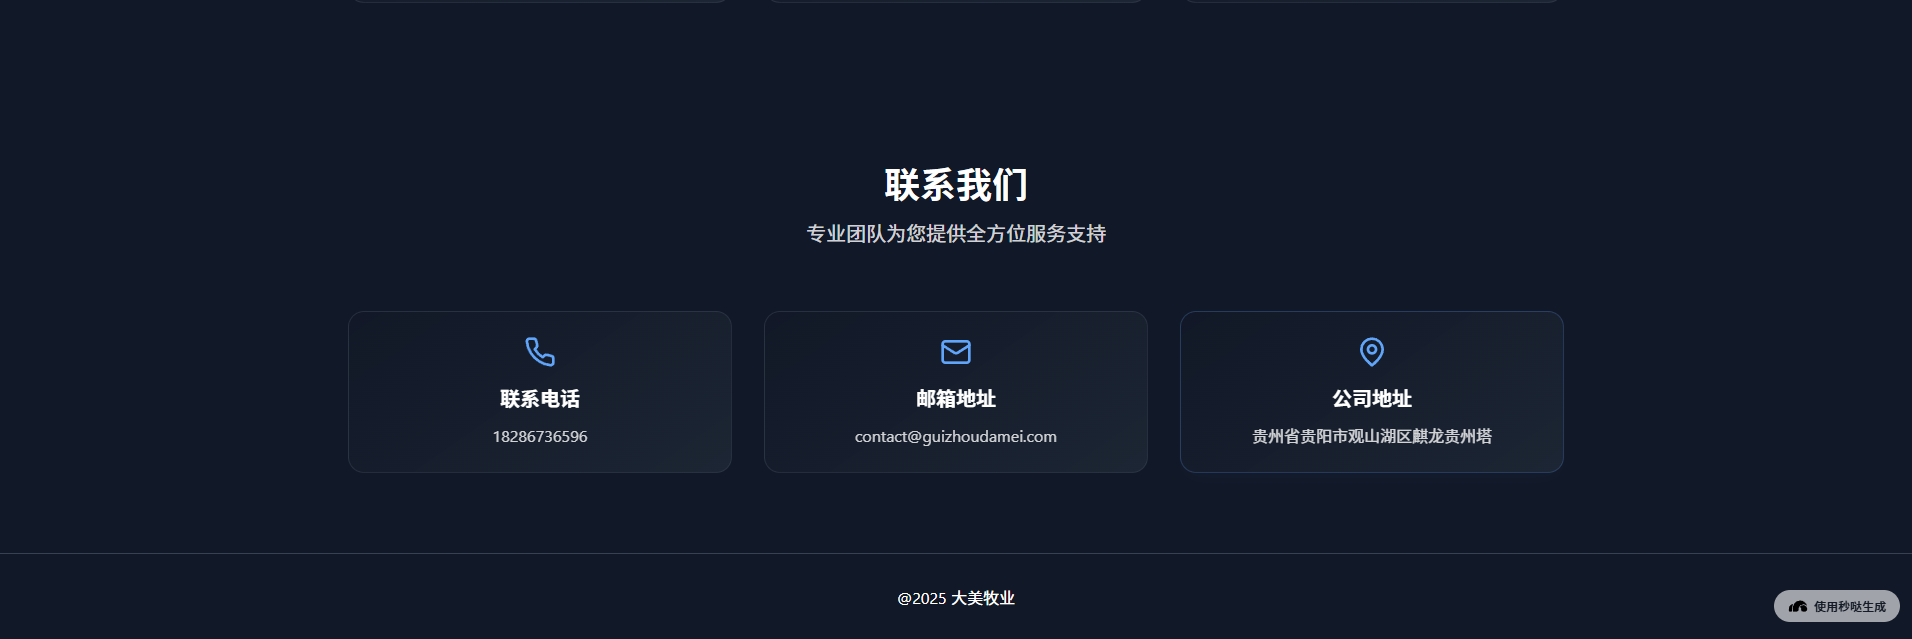 联系我们
专业团队为您提供全方位服务支持
联系电话
18286736596
邮箱地址
contact@guizhoudamei.com
公司地址
贵州省贵阳市观山湖区麒龙贵州塔
@2025 大美牧业
使用秒哒生成